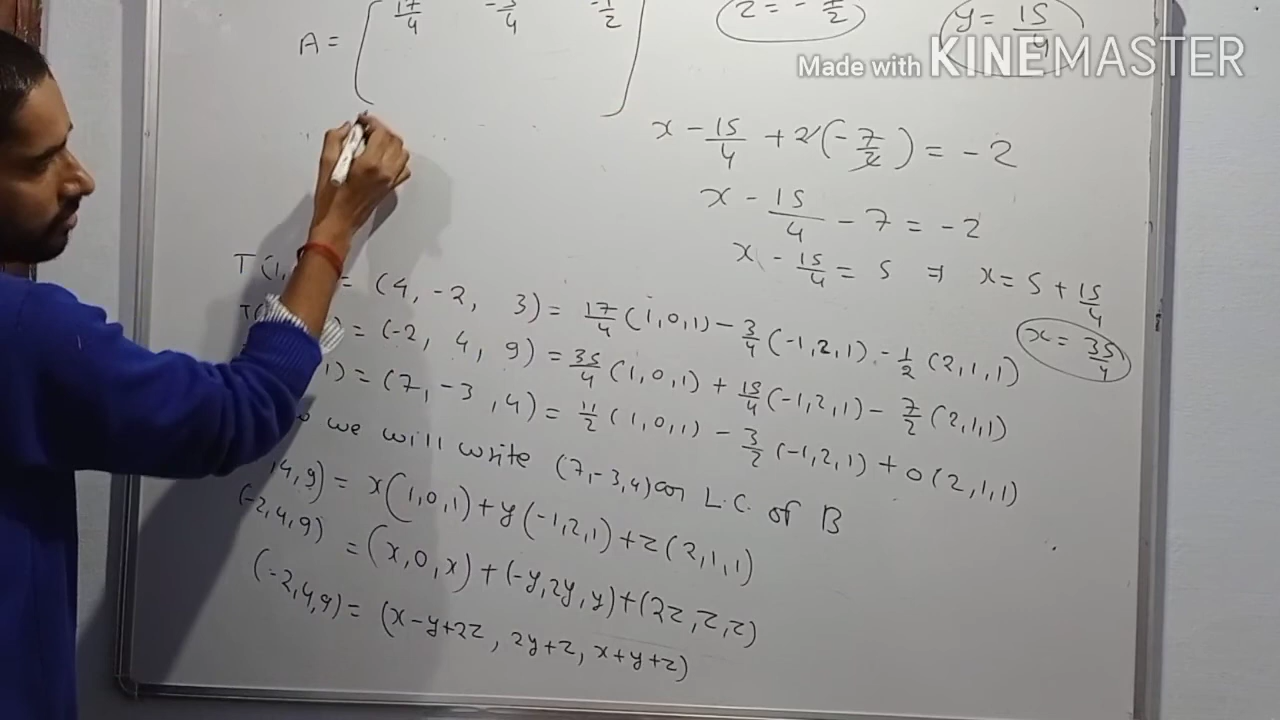 A = [ 17/4 -3/4 -1/2 ]
z = - 7/2
y = 15/4
Made with KINEMASTER
x - 15/4 + 2(-7/2) = -2
x - 15/4 - 7 = -2
x - 15/4 = 5 ⇒ x = 5 + 15/4
x = 35/4
T(1, = (4, -2, 3) = 17/4 (1,0,1) - 3/4 (-1,2,1) - 1/2 (2,1,1)
T( ) = (-2, 4, 9) = 35/4 (1,0,1) + 15/4 (-1,2,1) - 7/2 (2,1,1)
1) = (7, -3, 4) = 11/2 (1,0,1) - 3/2 (-1,2,1) + 0 (2,1,1)
we will write (7,-3,4) as L.C. of B
,4,9) = x(1,0,1) + y(-1,2,1) + z(2,1,1)
(-2,4,9) = (x,0,x) + (-y,2y,y) + (2z,z,z)
(-2,4,9) = (x-y+2z, 2y+z, x+y+z)